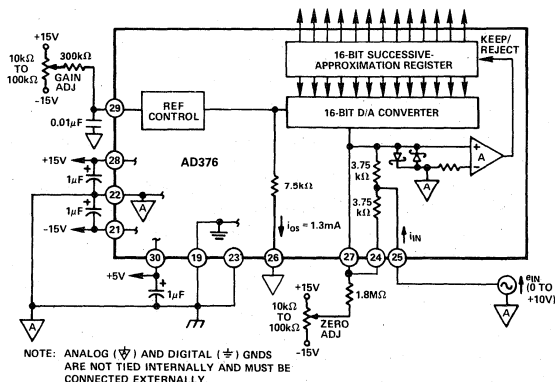 +15V
10kΩ
TO
100kΩ
300kΩ
GAIN
ADJ
-15V
16-BIT SUCCESSIVE-
APPROXIMATION REGISTER
KEEP/
REJECT
29
REF
CONTROL
16-BIT D/A CONVERTER
0.01µF
+15V
28
AD376
1µF
22
A
1µF
-15V
21
7.5kΩ
iOS = 1.3mA
3.75
kΩ
3.75
kΩ
+
-
A
A
iIN
30
19
23
26
27
24
25
+5V
+
1µF
+15V
10kΩ
TO
100kΩ
1.8MΩ
ZERO
ADJ
-15V
eIN
(0 TO
+10V)
A
A
NOTE: ANALOG (A) AND DIGITAL (⏚) GNDS
ARE NOT TIED INTERNALLY AND MUST BE
CONNECTED EXTERNALLY